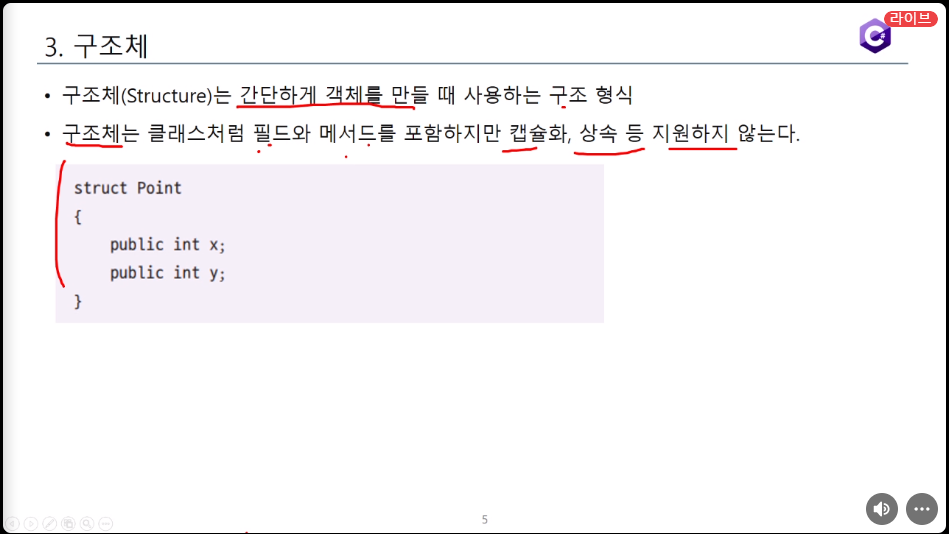 라이브
3. 구조체
• 구조체(Structure)는 간단하게 객체를 만들 때 사용하는 구조 형식
• 구조체는 클래스처럼 필드와 메서드를 포함하지만 캡슐화, 상속 등 지원하지 않는다.
struct Point
{
    public int x;
    public int y;
}
5